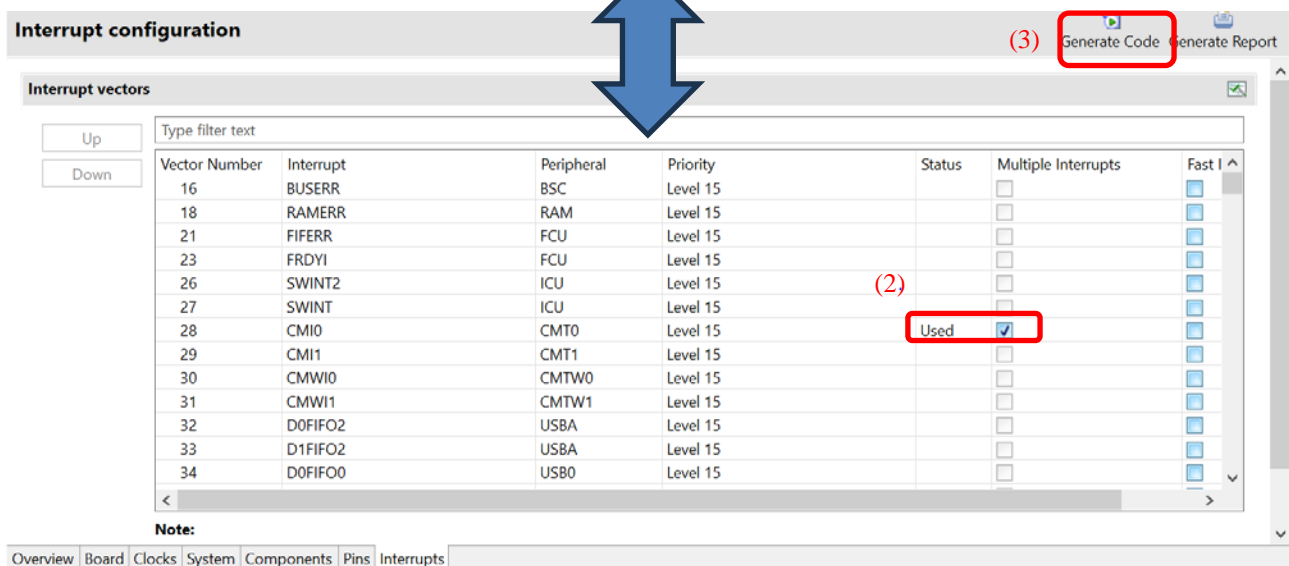 Interrupt configuration
(3) Generate Code Generate Report
Interrupt vectors
Up
Down
Type filter text
Vector Number Interrupt Peripheral Priority Status Multiple Interrupts Fast I
16 BUSERR BSC Level 15
18 RAMERR RAM Level 15
21 FIFERR FCU Level 15
23 FRDYI FCU Level 15
26 SWINT2 ICU Level 15
(2)
27 SWINT ICU Level 15
28 CMI0 CMT0 Level 15 Used
29 CMI1 CMT1 Level 15
30 CMWI0 CMTW0 Level 15
31 CMWI1 CMTW1 Level 15
32 D0FIFO2 USBA Level 15
33 D1FIFO2 USBA Level 15
34 D0FIFO0 USB0 Level 15
Note:
Overview Board Clocks System Components Pins Interrupts